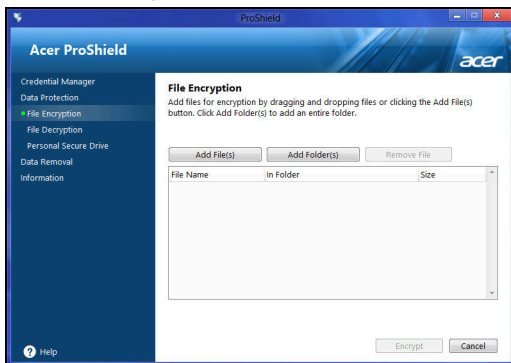 ProShield
Acer ProShield
acer
Credential Manager
Data Protection
File Encryption
File Decryption
Personal Secure Drive
Data Removal
Information
Help
File Encryption
Add files for encryption by dragging and dropping files or clicking the Add File(s)
button. Click Add Folder(s) to add an entire folder.
Add File(s) Add Folder(s) Remove File
File Name In Folder Size
Encrypt Cancel